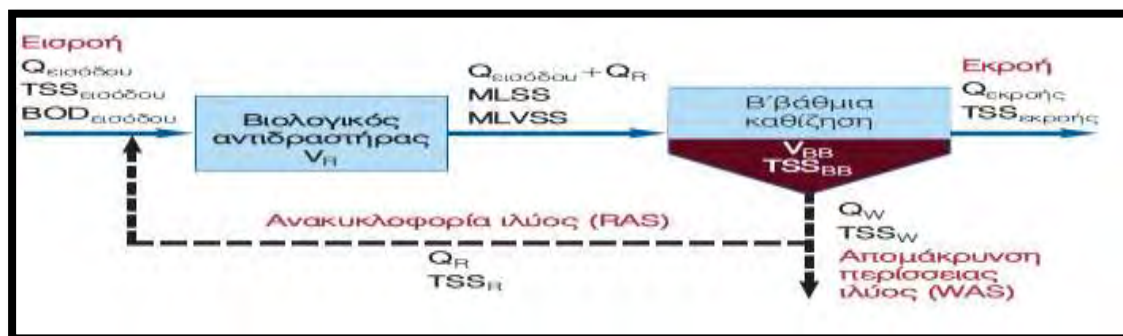 Εισροή
Qεισόδου
TSSεισόδου
BODεισόδου
Βιολογικός
αντιδραστήρας
VR
Qεισόδου + QR
MLSS
MLVSS
Β'βάθμια
καθίζηση
VBB
TSSBB
Εκροή
Qεκροής
TSSεκροής
Ανακυκλοφορία ιλύος (RAS)
QR
TSSR
QW
TSSW
Απομάκρυνση
περίσσειας
ιλύος (WAS)